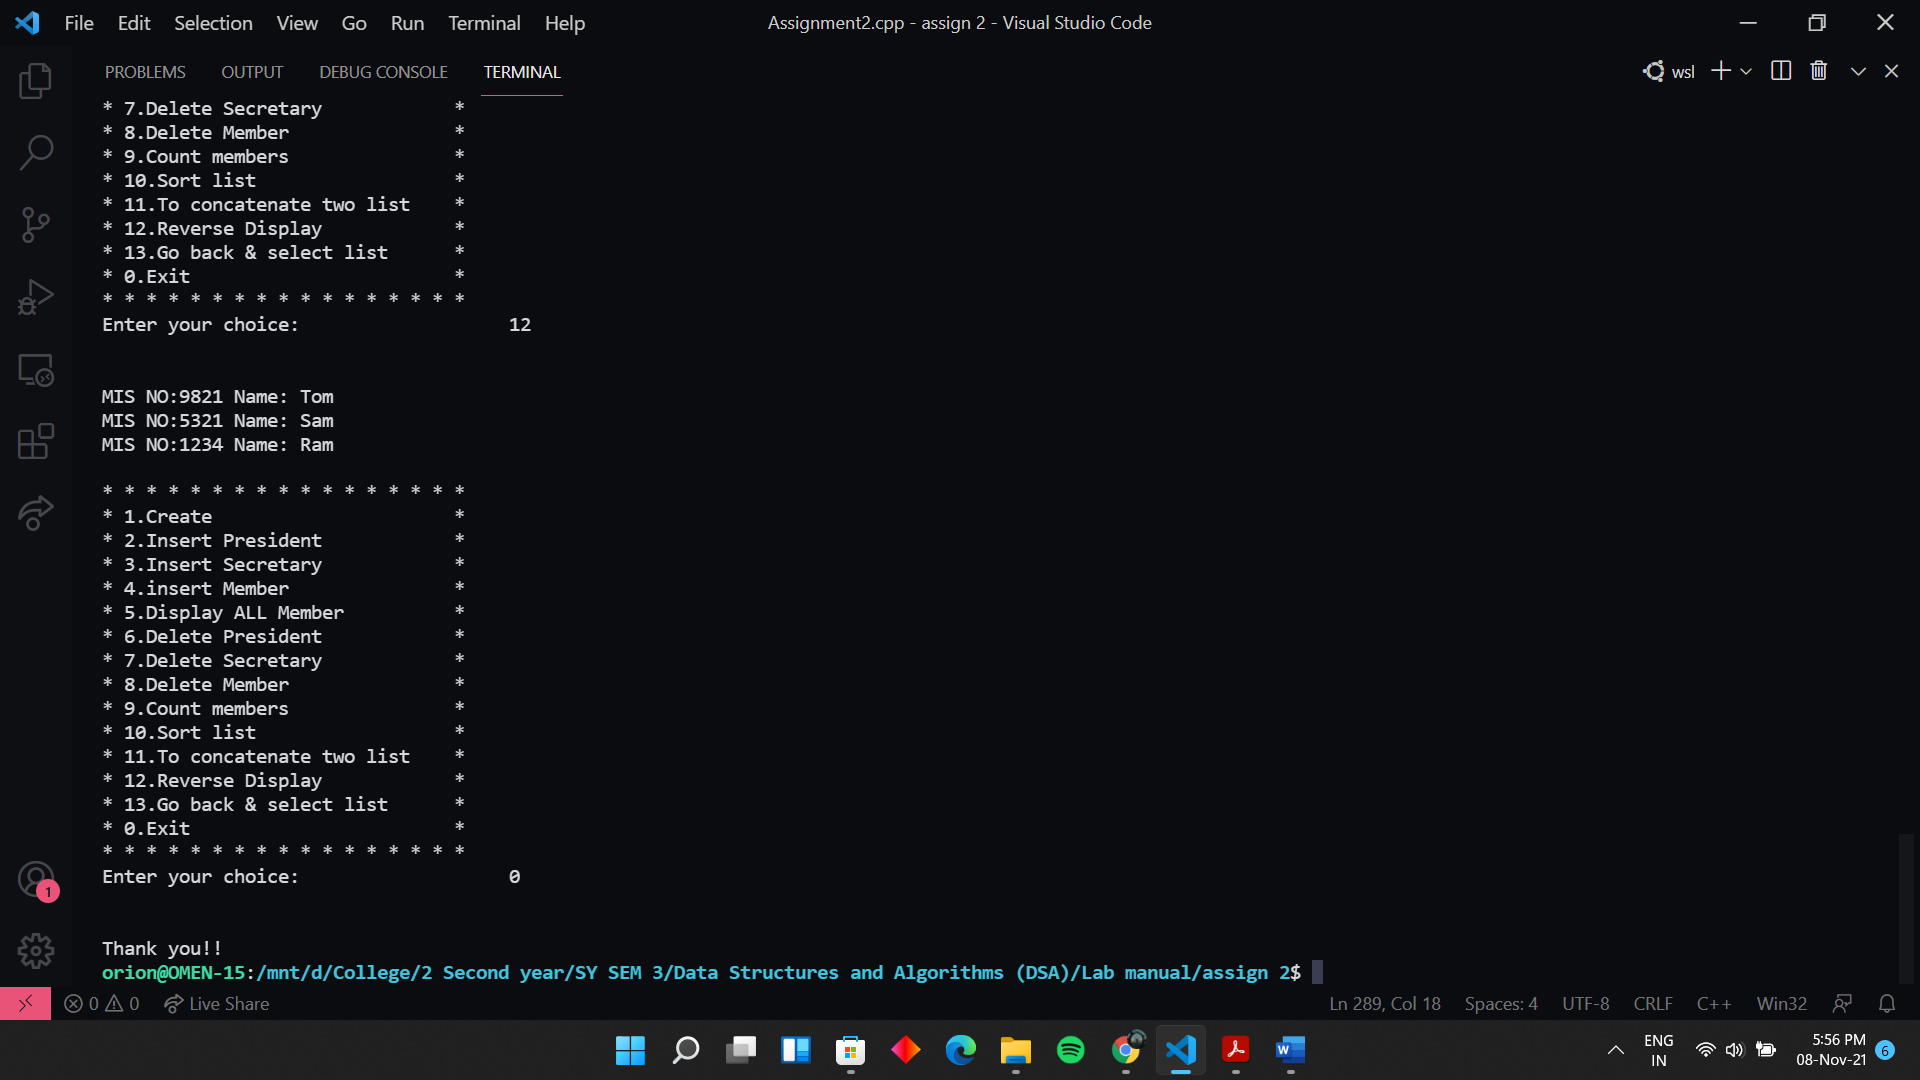 File Edit Selection View Go Run Terminal Help
Assignment2.cpp - assign 2 - Visual Studio Code
PROBLEMS OUTPUT DEBUG CONSOLE TERMINAL
wsl
* 7.Delete Secretary *
* 8.Delete Member *
* 9.Count members *
* 10.Sort list *
* 11.To concatenate two list *
* 12.Reverse Display *
* 13.Go back & select list *
* 0.Exit *
* * * * * * * * * * * * * * * * *
Enter your choice: 12
MIS NO:9821 Name: Tom
MIS NO:5321 Name: Sam
MIS NO:1234 Name: Ram
* * * * * * * * * * * * * * * * *
* 1.Create *
* 2.Insert President *
* 3.Insert Secretary *
* 4.insert Member *
* 5.Display ALL Member *
* 6.Delete President *
* 7.Delete Secretary *
* 8.Delete Member *
* 9.Count members *
* 10.Sort list *
* 11.To concatenate two list *
* 12.Reverse Display *
* 13.Go back & select list *
* 0.Exit *
* * * * * * * * * * * * * * * * *
Enter your choice: 0
Thank you!!
orion@OMEN-15:/mnt/d/College/2 Second year/SY SEM 3/Data Structures and Algorithms (DSA)/Lab manual/assign 2$
1
0 0 Live Share
Ln 289, Col 18 Spaces: 4 UTF-8 CRLF C++ Win32
W
ENG
IN
5:56 PM
08-Nov-21
6